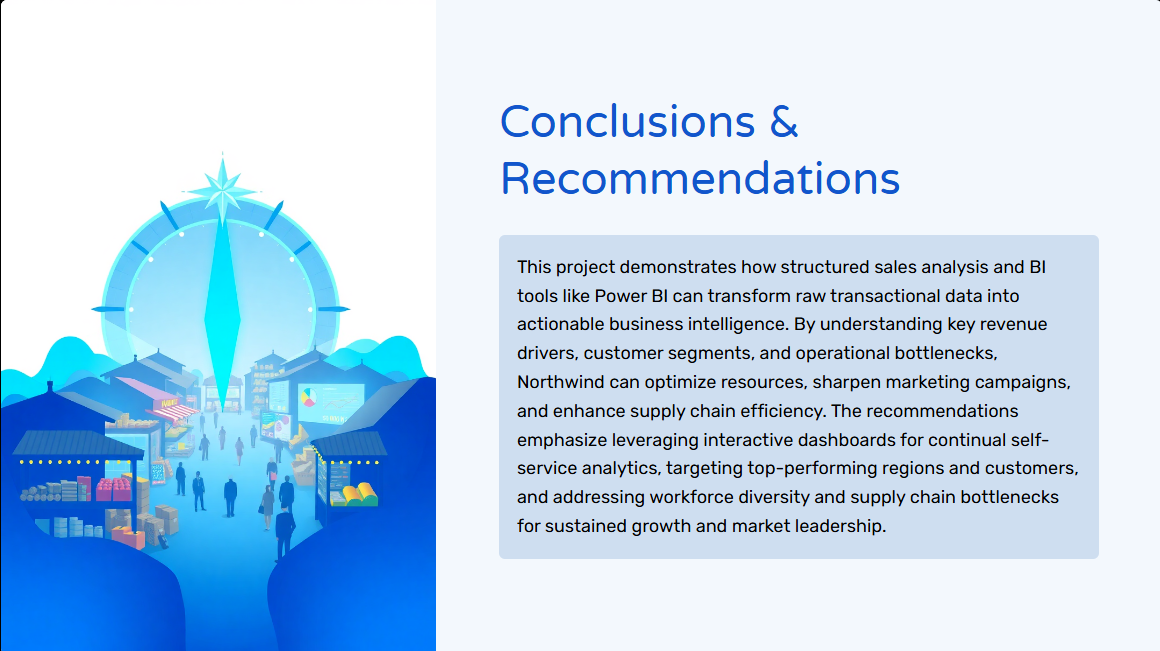 Conclusions &
Recommendations
This project demonstrates how structured sales analysis and BI
tools like Power BI can transform raw transactional data into
actionable business intelligence. By understanding key revenue
drivers, customer segments, and operational bottlenecks,
Northwind can optimize resources, sharpen marketing campaigns,
and enhance supply chain efficiency. The recommendations
emphasize leveraging interactive dashboards for continual self-
service analytics, targeting top-performing regions and customers,
and addressing workforce diversity and supply chain bottlenecks
for sustained growth and market leadership.